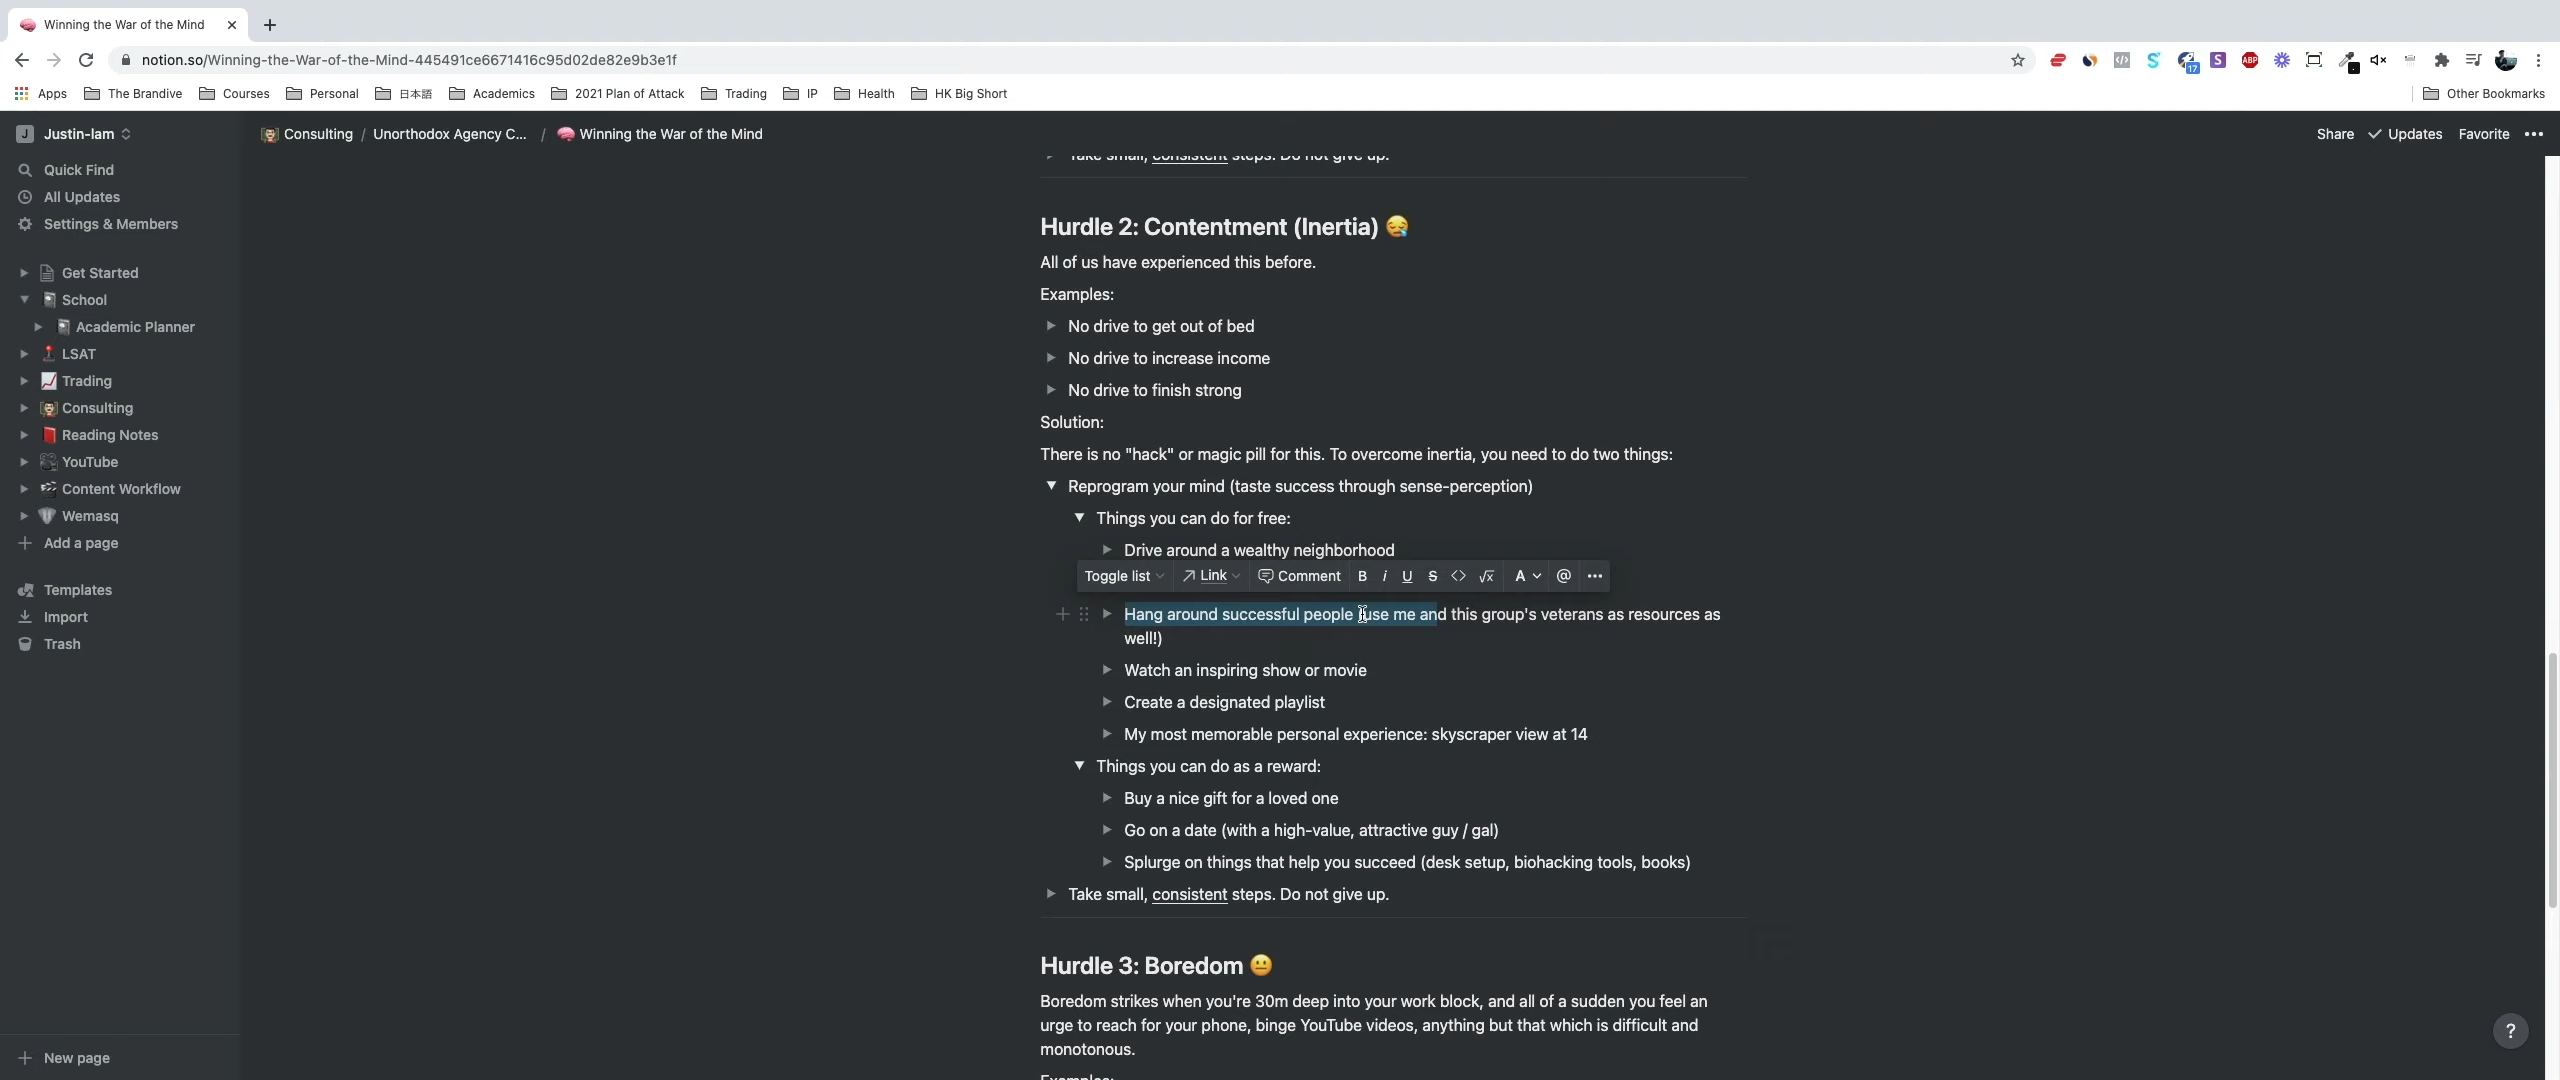 Winning the War of the Mind
notion.so/Winning-the-War-of-the-Mind-445491ce6671416c95d02de82e9b3e1f
17
ABP
Apps
The Brandive
Courses
Personal
日本語
Academics
2021 Plan of Attack
Trading
IP
Health
HK Big Short
Other Bookmarks
J Justin-lam
Consulting / Unorthodox Agency C... / Winning the War of the Mind
Share
Updates
Favorite
Quick Find
All Updates
Settings & Members
Get Started
School
Academic Planner
LSAT
Trading
Consulting
Reading Notes
YouTube
Content Workflow
Wemasq
Add a page
Templates
Import
Trash
New page
Take small, consistent steps. Do not give up.
Hurdle 2: Contentment (Inertia)
All of us have experienced this before.
Examples:
No drive to get out of bed
No drive to increase income
No drive to finish strong
Solution:
There is no "hack" or magic pill for this. To overcome inertia, you need to do two things:
Reprogram your mind (taste success through sense-perception)
Things you can do for free:
Drive around a wealthy neighborhood
Toggle list Link Comment B i U S <> √x A @ •••
Hang around successful people (use me and this group's veterans as resources as
well!)
Watch an inspiring show or movie
Create a designated playlist
My most memorable personal experience: skyscraper view at 14
Things you can do as a reward:
Buy a nice gift for a loved one
Go on a date (with a high-value, attractive guy / gal)
Splurge on things that help you succeed (desk setup, biohacking tools, books)
Take small, consistent steps. Do not give up.
Hurdle 3: Boredom
Boredom strikes when you're 30m deep into your work block, and all of a sudden you feel an
urge to reach for your phone, binge YouTube videos, anything but that which is difficult and
monotonous.
Examples:
?